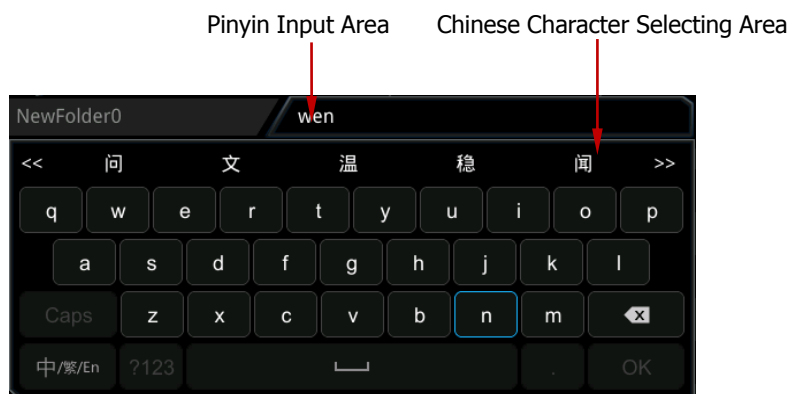 Pinyin Input Area Chinese Character Selecting Area
NewFolder0 wen
<< 问 文 温 稳 闻 >>
q w e r t y u i o p
a s d f g h j k l
Caps z x c v b n m x
中/繁/En ?123 . OK